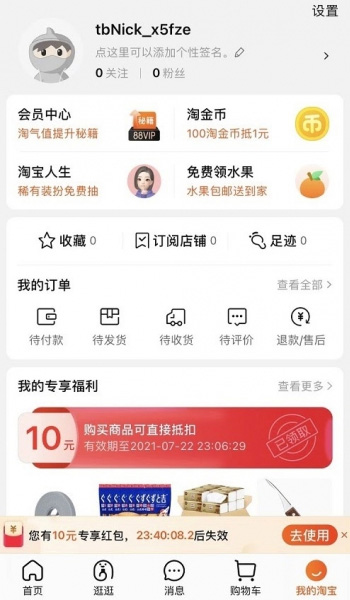 设置
tbNick_x5fze
点这里可以添加个性签名。
0 关注 | 0 粉丝
会员中心
淘气值提升秘籍
秘籍
88VIP
淘金币
100淘金币抵1元
币
淘宝人生
稀有装扮免费抽
免费领水果
水果包邮送到家
收藏 0
订阅店铺 0
足迹 0
我的订单
查看全部 >
待付款
待发货
待收货
待评价
退款/售后
我的专享福利
查看更多 >
10元
购买商品可直接抵扣
有效期至2021-07-22 23:06:29
已领取
您有10元专享红包，23:40:08.2后失效
去使用
首页
逛逛
消息
购物车
我的淘宝